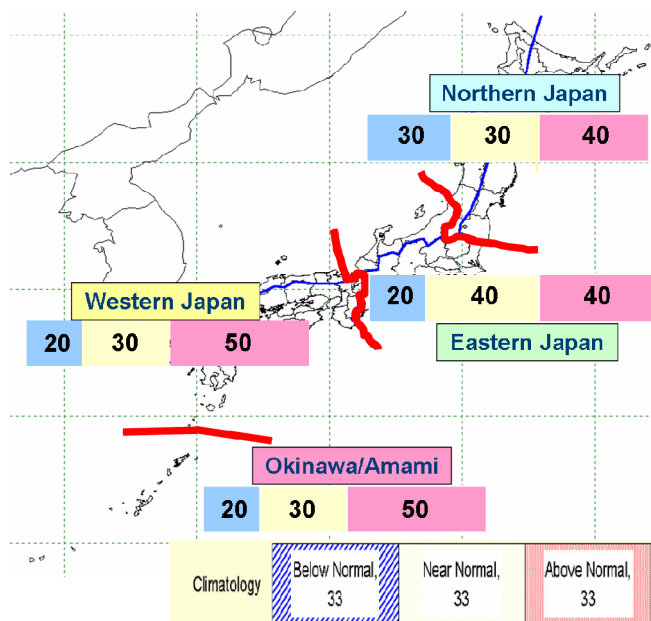 Northern Japan
30 30 40
20 40 40
Western Japan
20 30 50
Eastern Japan
Okinawa/Amami
20 30 50
Climatology
Below Normal,
33
Near Normal,
33
Above Normal,
33